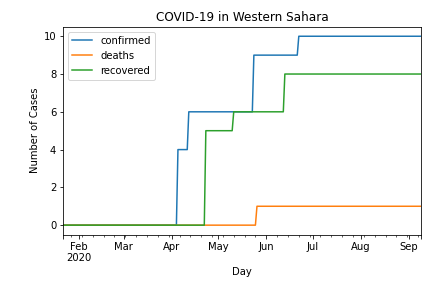 COVID-19 in Western Sahara
confirmed
deaths
recovered
Number of Cases
10
8
6
4
2
0
Feb Mar Apr May Jun Jul Aug Sep
2020
Day